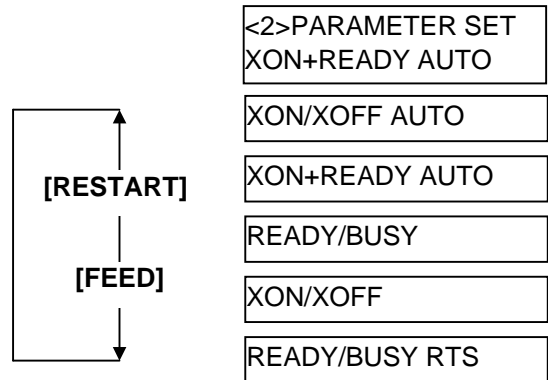 <2>PARAMETER SET
XON+READY AUTO
XON/XOFF AUTO
[RESTART]
XON+READY AUTO
READY/BUSY
[FEED]
XON/XOFF
READY/BUSY RTS